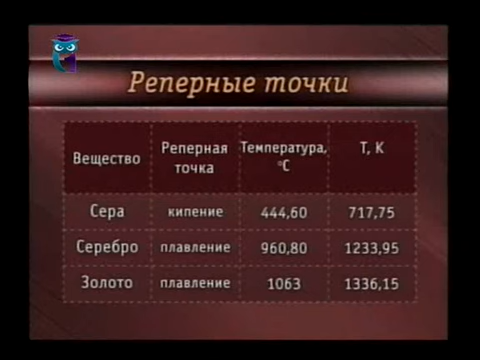 Реперные точки
Вещество Реперная точка Температура, °C T, K
Сера кипение 444,60 717,75
Серебро плавление 960,80 1233,95
Золото плавление 1063 1336,15